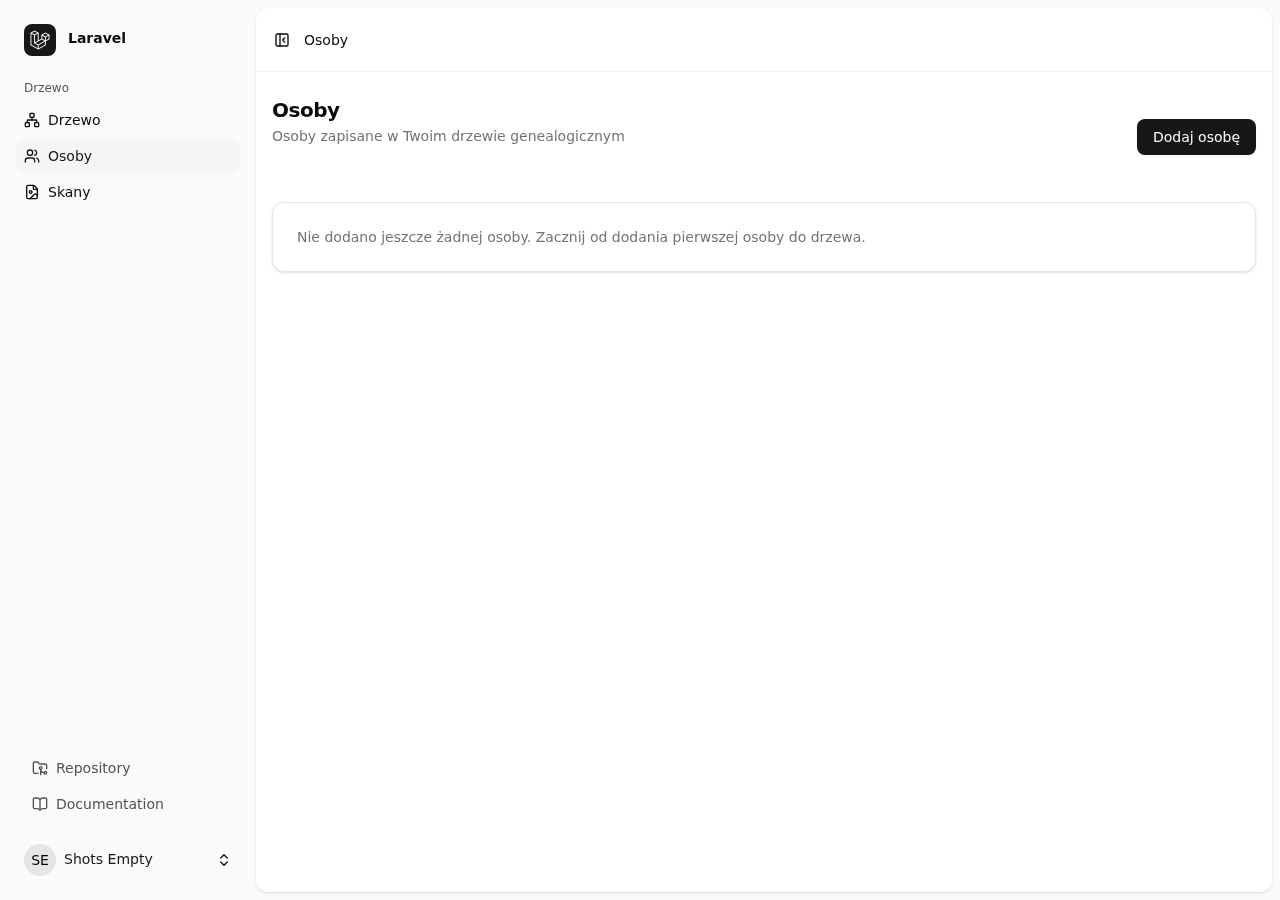 Laravel
Drzewo
Drzewo
Osoby
Skany
Repository
Documentation
SE
Shots Empty
Osoby
Osoby
Osoby zapisane w Twoim drzewie genealogicznym
Dodaj osobę
Nie dodano jeszcze żadnej osoby. Zacznij od dodania pierwszej osoby do drzewa.